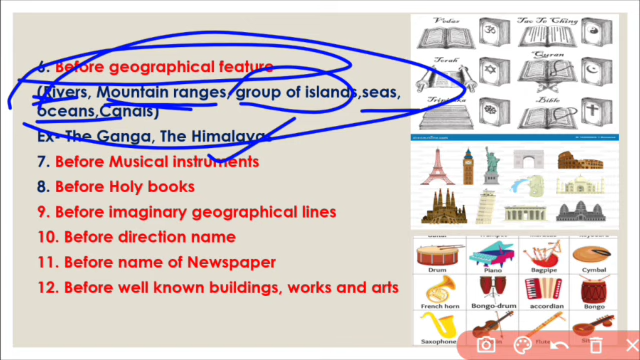 6. Before geographical feature
(Rivers, Mountain ranges, group of islands,seas,
oceans,Canals)
Ex- The Ganga, The Himalayas
7. Before Musical instruments
8. Before Holy books
9. Before imaginary geographical lines
10. Before direction name
11. Before name of Newspaper
12. Before well known buildings, works and arts
Vedas Tao Te Ching
Torah Quran
Tripitaka Bible
Drum Piano Bagpipe Cymbal
French horn Bongo-drum accordian Bongo
Saxophone Flute